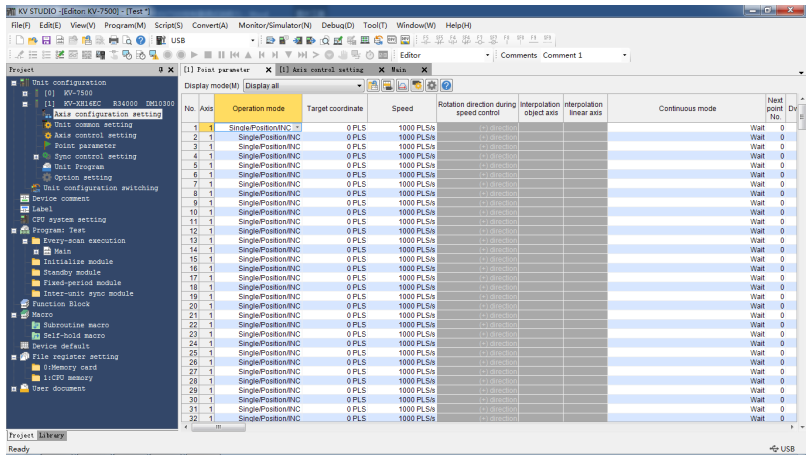 KV STUDIO -[Editor: KV-7500] - [Test *]
File(F) Edit(E) View(V) Program(M) Script(S) Convert(A) Monitor/Simulator(N) Debug(D) Tool(T) Window(W) Help(H)
USB
Editor Comments Comment 1
Project
[1] Point parameter [1] Axis control setting Main
Display mode(M) Display all
Unit configuration
[0] KV-7500
[1] KV-XH16EC R34000 DM10300
Axis configuration setting
Unit common setting
Axis control setting
Point parameter
Sync control setting
Unit Program
Option setting
Unit configuration switching
Device comment
Label
CPU system setting
Program: Test
Every-scan execution
Main
Initialize module
Standby module
Fixed-period module
Inter-unit sync module
Function Block
Macro
Subroutine macro
Self-hold macro
Device default
File register setting
0:Memory card
1:CPU memory
User document
Project Library
No. Axis Operation mode Target coordinate Speed Rotation direction during speed control Interpolation object axis nterpolation linear axis Continuous mode Next point No. Dv
1 1 Single/Position/INC 0 PLS 1000 PLS/s (+) direction Wait 0
2 1 Single/Position/INC 0 PLS 1000 PLS/s (+) direction Wait 0
3 1 Single/Position/INC 0 PLS 1000 PLS/s (+) direction Wait 0
4 1 Single/Position/INC 0 PLS 1000 PLS/s (+) direction Wait 0
5 1 Single/Position/INC 0 PLS 1000 PLS/s (+) direction Wait 0
6 1 Single/Position/INC 0 PLS 1000 PLS/s (+) direction Wait 0
7 1 Single/Position/INC 0 PLS 1000 PLS/s (+) direction Wait 0
8 1 Single/Position/INC 0 PLS 1000 PLS/s (+) direction Wait 0
9 1 Single/Position/INC 0 PLS 1000 PLS/s (+) direction Wait 0
10 1 Single/Position/INC 0 PLS 1000 PLS/s (+) direction Wait 0
11 1 Single/Position/INC 0 PLS 1000 PLS/s (+) direction Wait 0
12 1 Single/Position/INC 0 PLS 1000 PLS/s (+) direction Wait 0
13 1 Single/Position/INC 0 PLS 1000 PLS/s (+) direction Wait 0
14 1 Single/Position/INC 0 PLS 1000 PLS/s (+) direction Wait 0
15 1 Single/Position/INC 0 PLS 1000 PLS/s (+) direction Wait 0
16 1 Single/Position/INC 0 PLS 1000 PLS/s (+) direction Wait 0
17 1 Single/Position/INC 0 PLS 1000 PLS/s (+) direction Wait 0
18 1 Single/Position/INC 0 PLS 1000 PLS/s (+) direction Wait 0
19 1 Single/Position/INC 0 PLS 1000 PLS/s (+) direction Wait 0
20 1 Single/Position/INC 0 PLS 1000 PLS/s (+) direction Wait 0
21 1 Single/Position/INC 0 PLS 1000 PLS/s (+) direction Wait 0
22 1 Single/Position/INC 0 PLS 1000 PLS/s (+) direction Wait 0
23 1 Single/Position/INC 0 PLS 1000 PLS/s (+) direction Wait 0
24 1 Single/Position/INC 0 PLS 1000 PLS/s (+) direction Wait 0
25 1 Single/Position/INC 0 PLS 1000 PLS/s (+) direction Wait 0
26 1 Single/Position/INC 0 PLS 1000 PLS/s (+) direction Wait 0
27 1 Single/Position/INC 0 PLS 1000 PLS/s (+) direction Wait 0
28 1 Single/Position/INC 0 PLS 1000 PLS/s (+) direction Wait 0
29 1 Single/Position/INC 0 PLS 1000 PLS/s (+) direction Wait 0
30 1 Single/Position/INC 0 PLS 1000 PLS/s (+) direction Wait 0
31 1 Single/Position/INC 0 PLS 1000 PLS/s (+) direction Wait 0
32 1 Single/Position/INC 0 PLS 1000 PLS/s (+) direction Wait 0
Ready USB